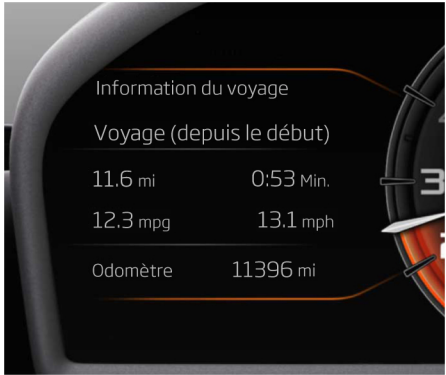 Information du voyage
Voyage (depuis le début)
11.6 mi 0:53 Min.
12.3 mpg 13.1 mph
Odomètre 11396 mi
3